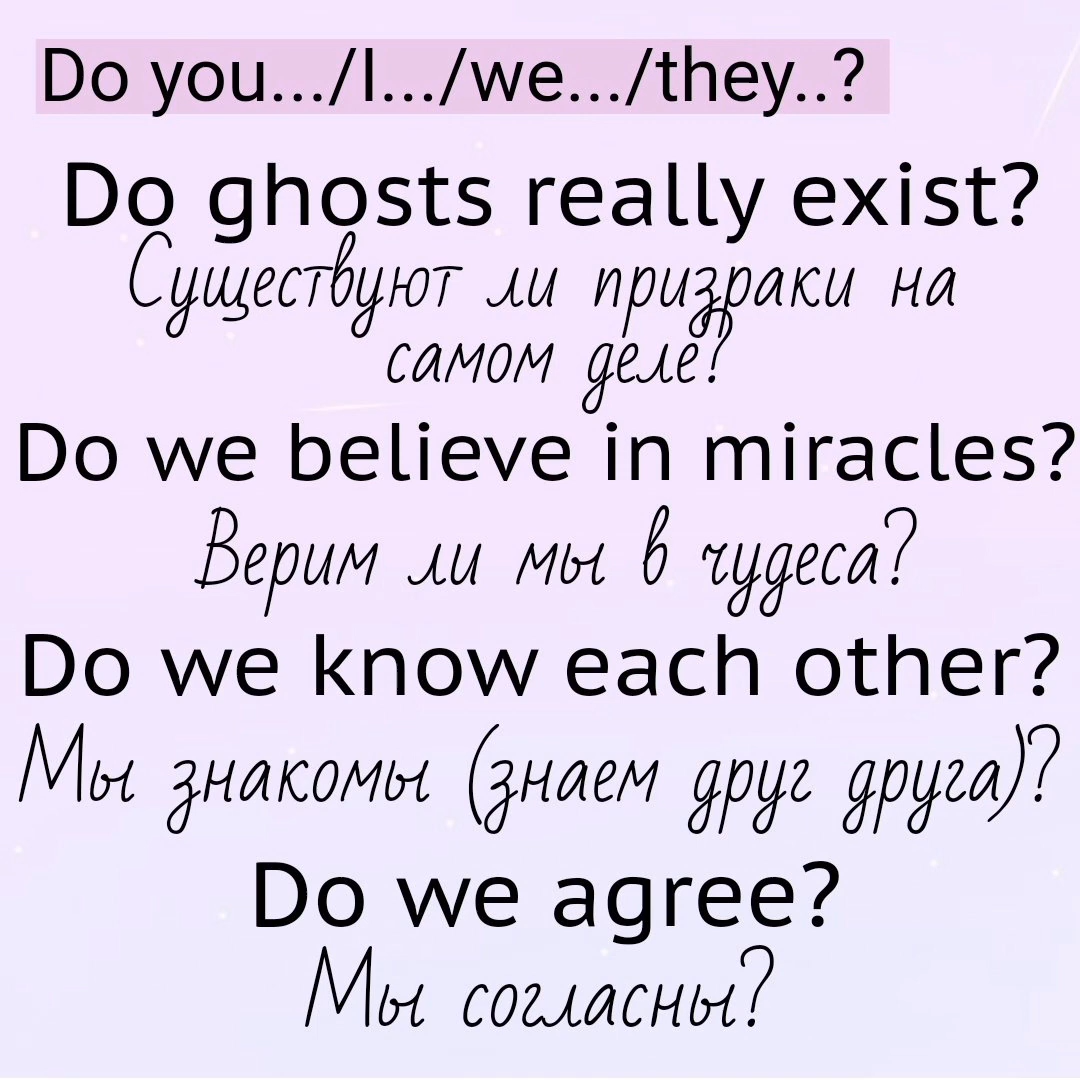 Do you.../I.../we.../they..?
Do ghosts really exist?
Существуют ли призраки на
самом деле?
Do we believe in miracles?
Верим ли мы в чудеса?
Do we know each other?
Мы знакомы (знаем друг друга)?
Do we agree?
Мы согласны?